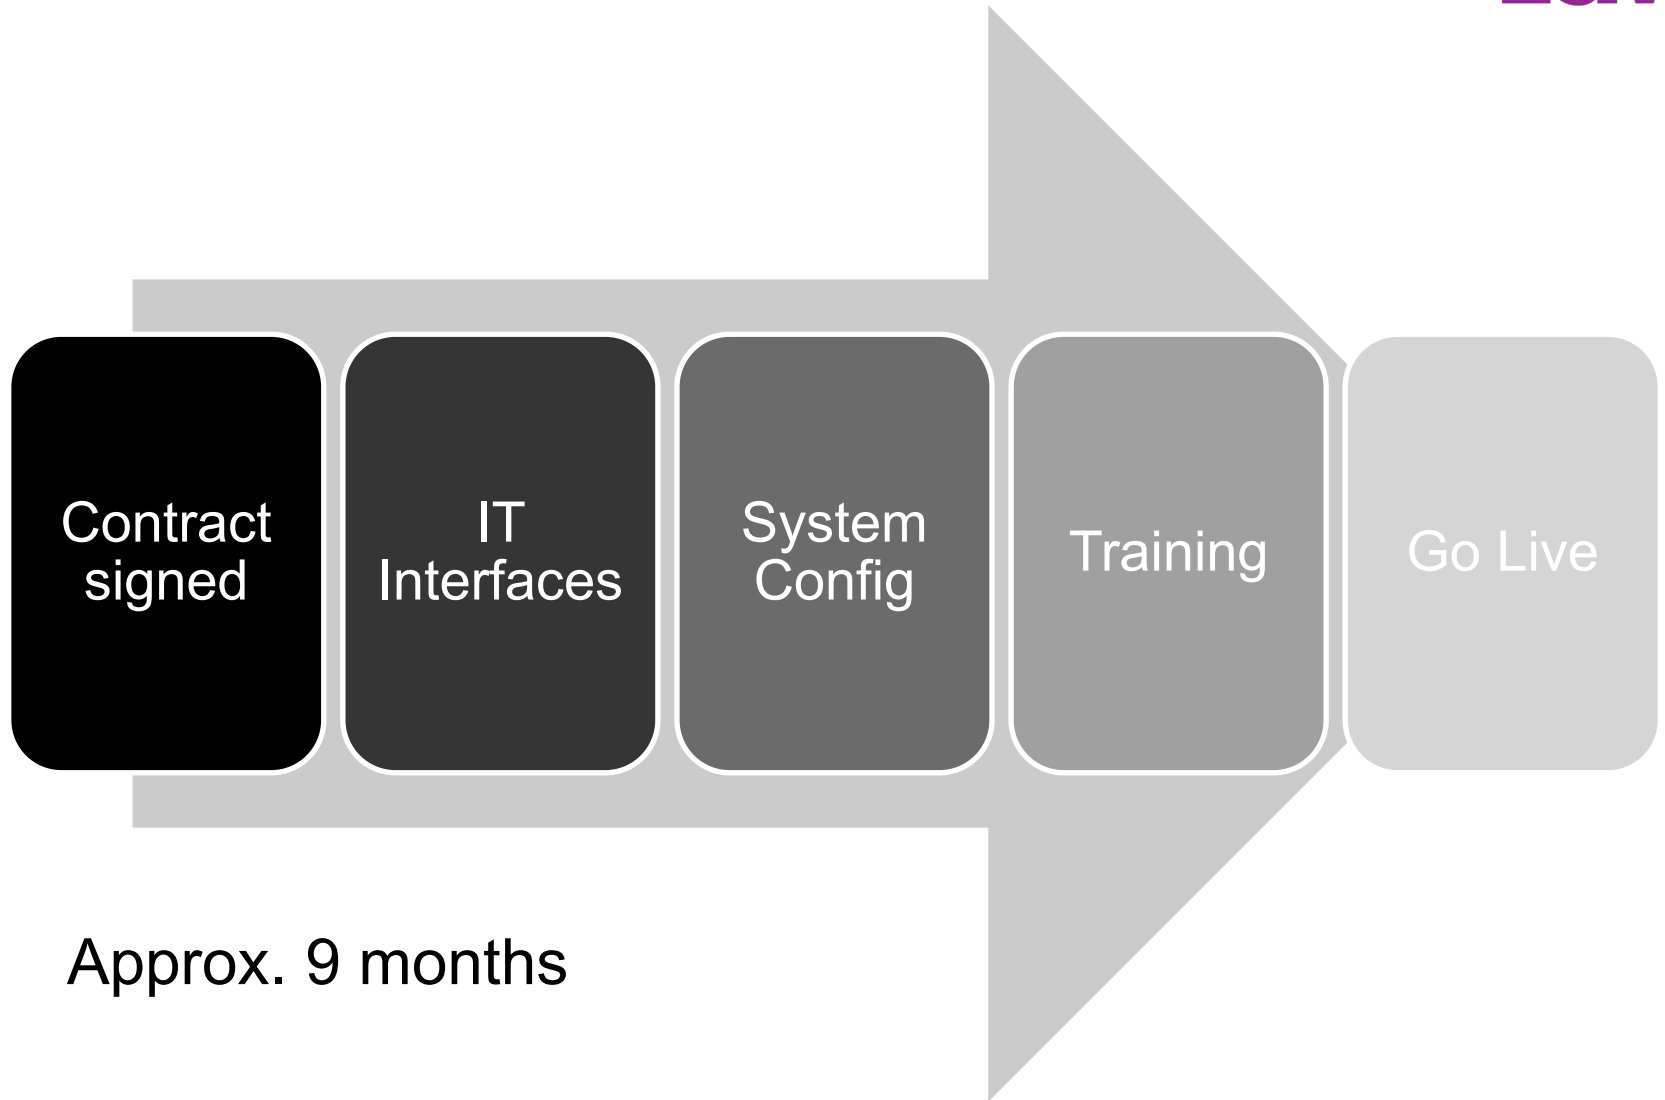 Contract
signed
IT
Interfaces
System
Config
Training
Go Live
Approx. 9 months